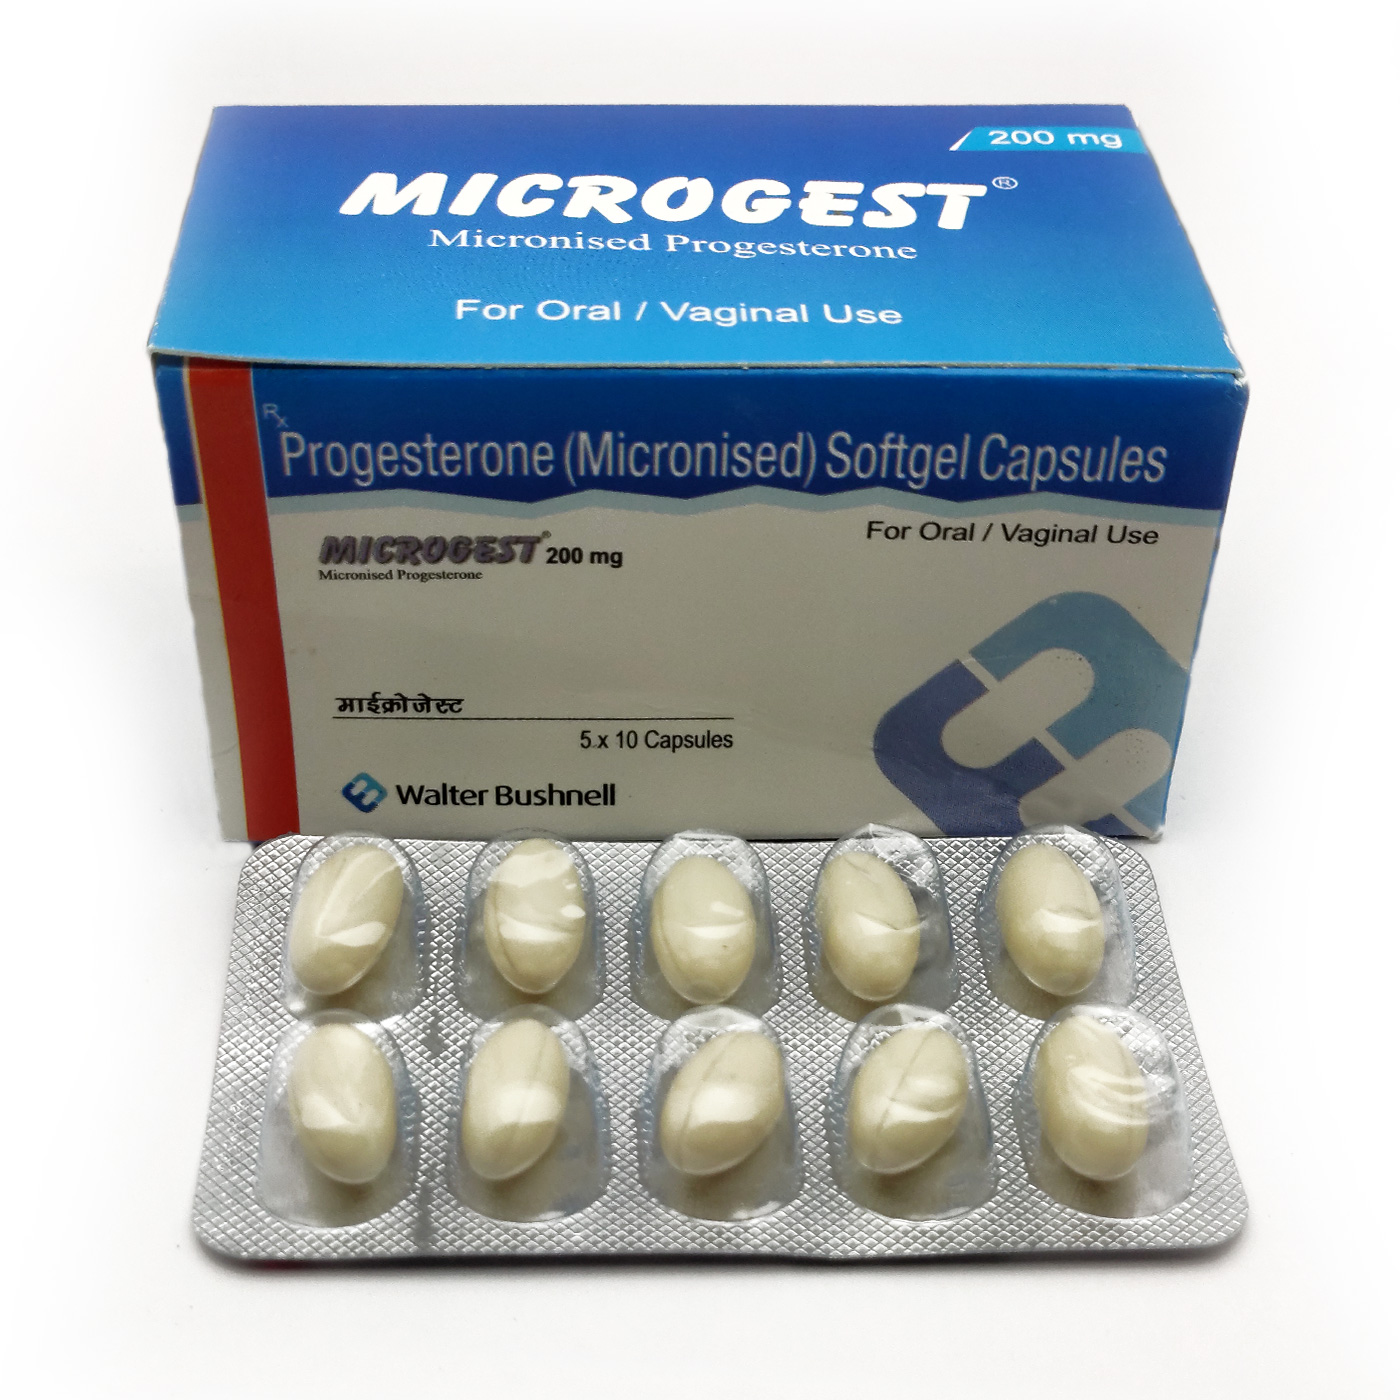 200 mg
MICROGEST®
Micronised Progesterone
For Oral / Vaginal Use
Rx
Progesterone (Micronised) Softgel Capsules
For Oral / Vaginal Use
MICROGEST® 200 mg
Micronised Progesterone
माईक्रोजेस्ट
5 x 10 Capsules
Walter Bushnell